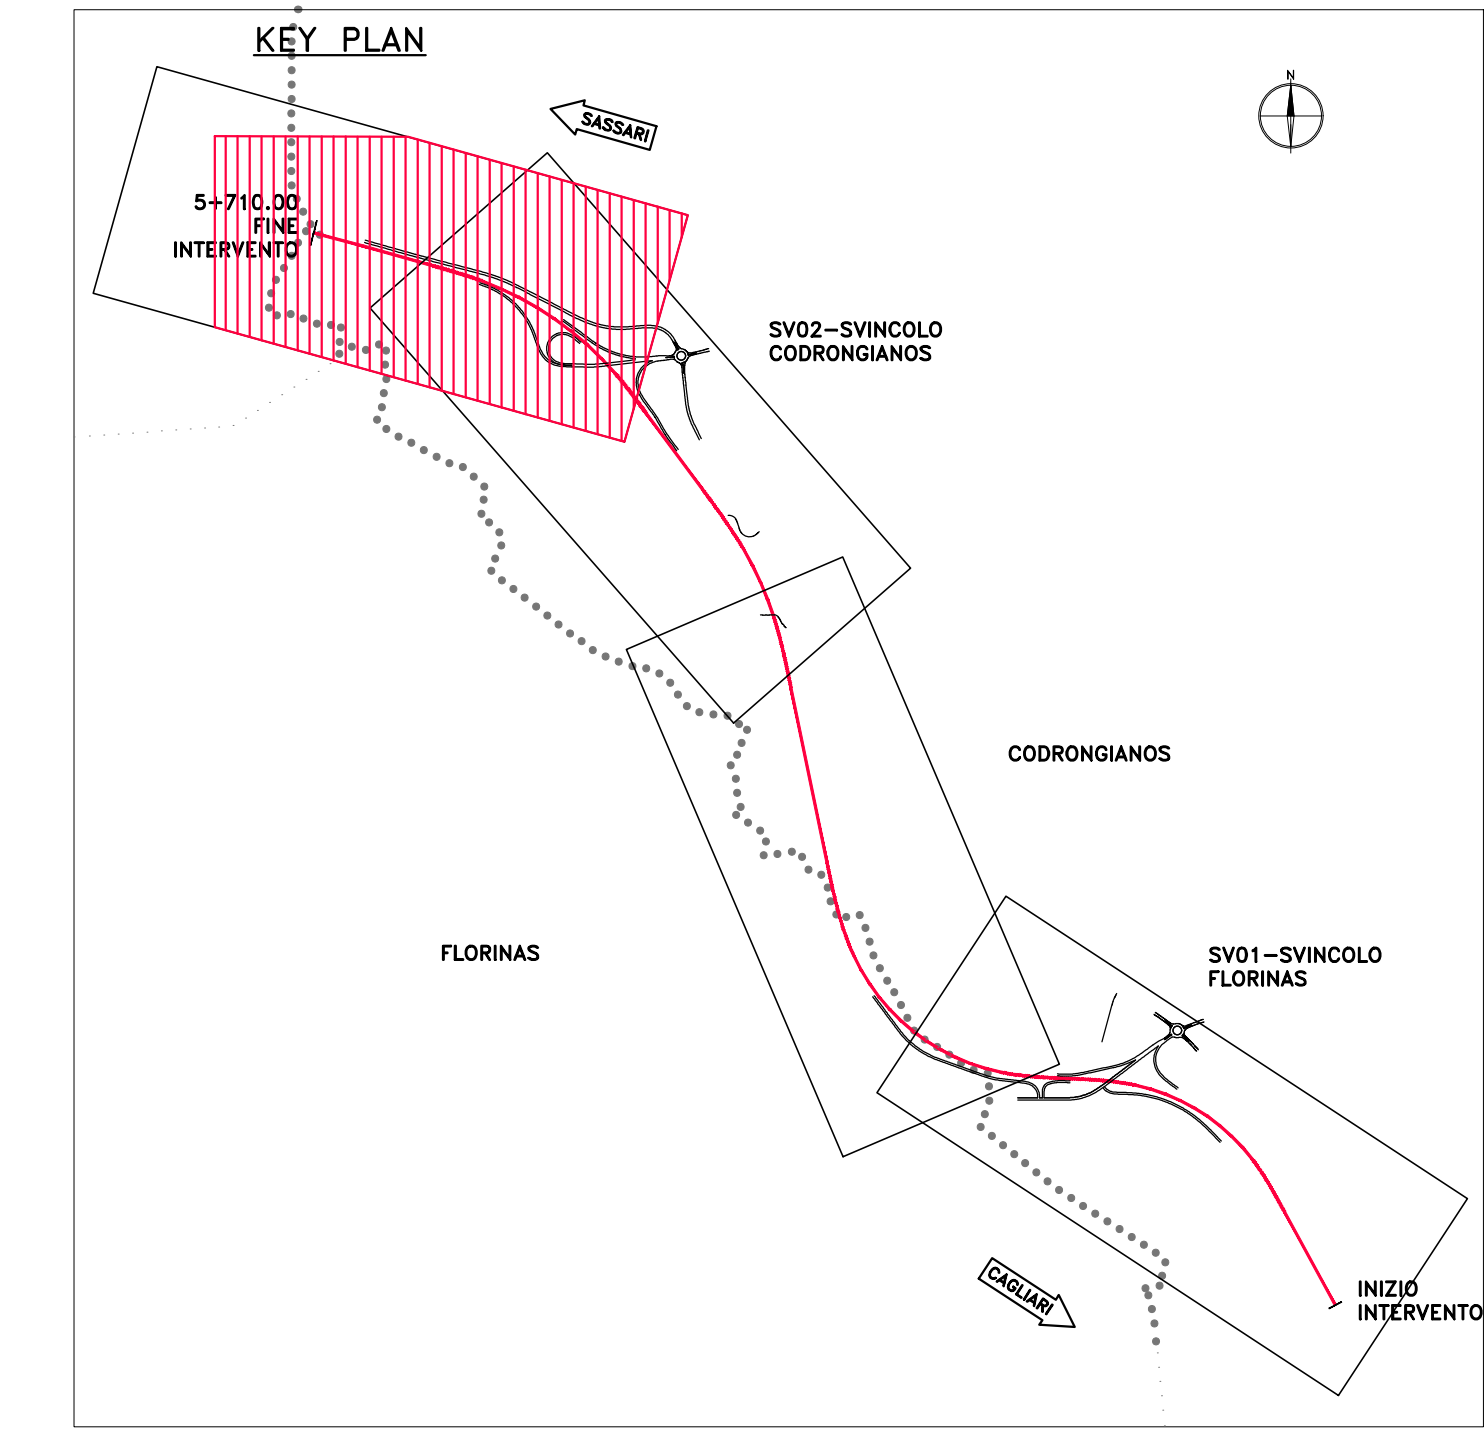 KEY PLAN
N
SASSARI
5+710.00
FINE
INTERVENTO
SV02-SVINCOLO
CODRONGIANOS
CODRONGIANOS
FLORINAS
SV01-SVINCOLO
FLORINAS
CAGLIARI
INIZIO
INTERVENTO